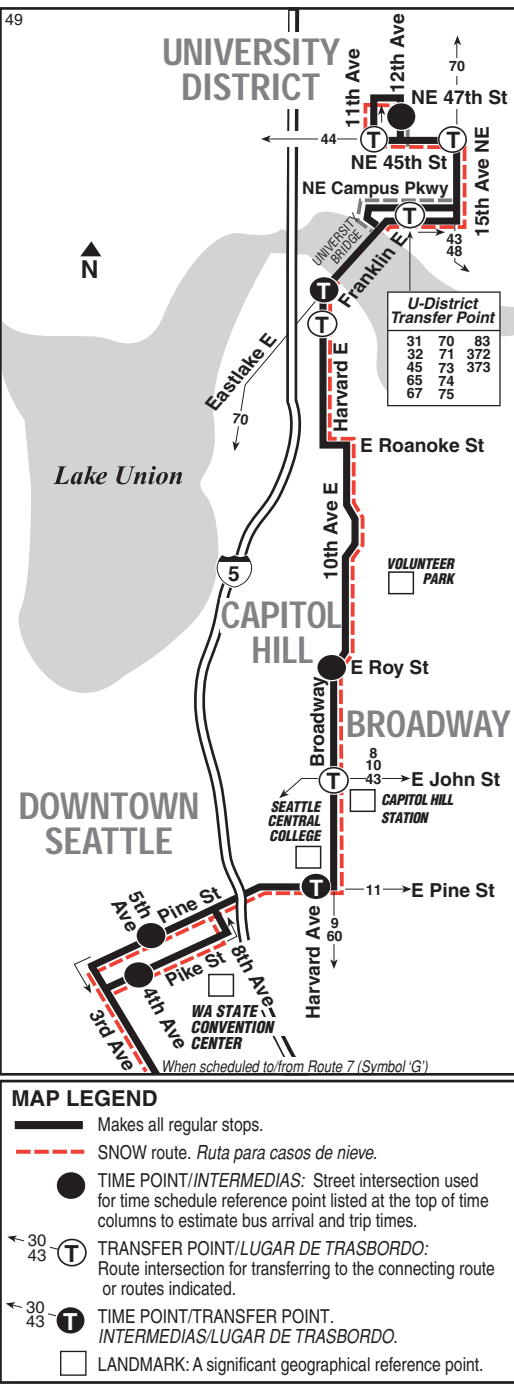 49
UNIVERSITY
DISTRICT
11th Ave
12th Ave
70
NE 47th St
44
T
T
NE 45th St
15th Ave NE
NE Campus Pkwy
T
UNIVERSITY
BRIDGE
Franklin E
43
48
N
T
T
U-District
Transfer Point
31 70 83
32 71 372
45 73 373
65 74
67 75
Eastlake E
70
Harvard E
E Roanoke St
Lake Union
10th Ave E
5
VOLUNTEER
PARK
CAPITOL
HILL
E Roy St
Broadway
BROADWAY
8
10
43
T
E John St
SEATTLE
CENTRAL
COLLEGE
CAPITOL HILL
STATION
DOWNTOWN
SEATTLE
T
11
E Pine St
5th
Ave
Pine St
9
60
Harvard Ave
Pike St
8th Ave
4th Ave
3rd Ave
WA STATE
CONVENTION
CENTER
When scheduled to/from Route 7 (Symbol ‘G’)
MAP LEGEND
Makes all regular stops.
SNOW route. Ruta para casos de nieve.
TIME POINT/INTERMEDIAS: Street intersection used
for time schedule reference point listed at the top of time
columns to estimate bus arrival and trip times.
30
43
T
TRANSFER POINT/LUGAR DE TRASBORDO:
Route intersection for transferring to the connecting route
or routes indicated.
30
43
T
TIME POINT/TRANSFER POINT.
INTERMEDIAS/LUGAR DE TRASBORDO.
LANDMARK: A significant geographical reference point.